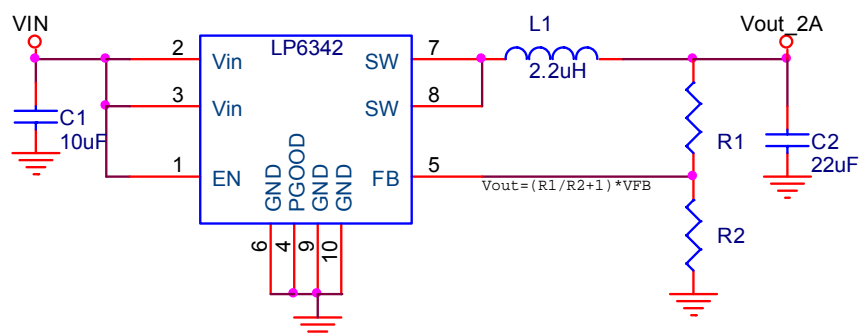 VIN
Vout_2A
LP6342
L1
2.2uH
2
Vin
SW
7
3
Vin
SW
8
C1
10uF
R1
C2
22uF
1
EN
FB
5
Vout=(R1/R2+1)*VFB
GND
PGOOD
GND
GND
6
4
9
10
R2